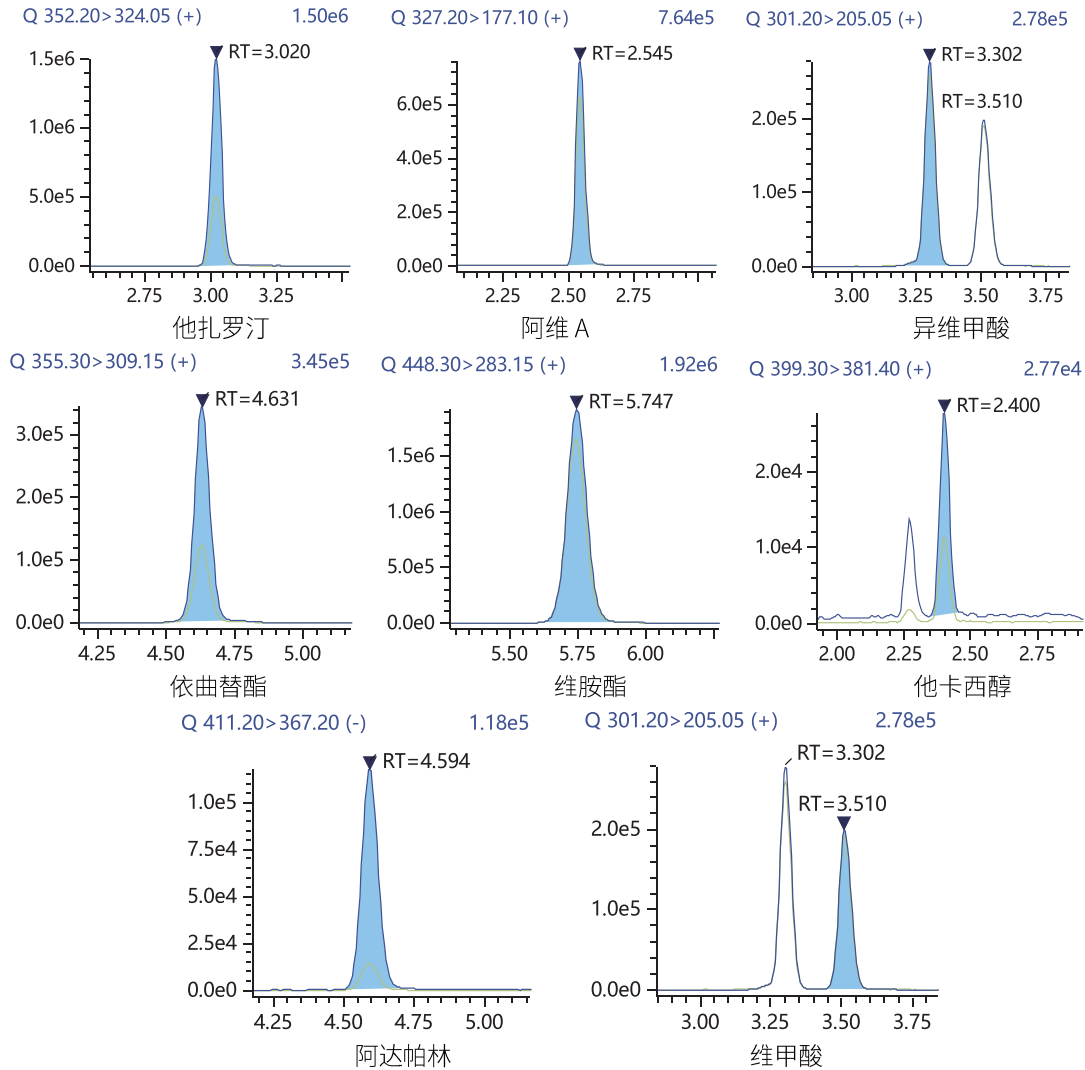 Q 352.20>324.05 (+) 1.50e6
RT=3.020
1.5e6
1.0e6
5.0e5
0.0e0
2.75 3.00 3.25
他扎罗汀
Q 327.20>177.10 (+) 7.64e5
RT=2.545
6.0e5
4.0e5
2.0e5
0.0e0
2.25 2.50 2.75
阿维 A
Q 301.20>205.05 (+) 2.78e5
RT=3.302
RT=3.510
2.0e5
1.0e5
0.0e0
3.00 3.25 3.50 3.75
异维甲酸
Q 355.30>309.15 (+) 3.45e5
RT=4.631
3.0e5
2.0e5
1.0e5
0.0e0
4.25 4.50 4.75 5.00
依曲替酯
Q 448.30>283.15 (+) 1.92e6
RT=5.747
1.5e6
1.0e6
5.0e5
0.0e0
5.50 5.75 6.00
维胺酯
Q 399.30>381.40 (+) 2.77e4
RT=2.400
2.0e4
1.0e4
0.0e0
2.00 2.25 2.50 2.75
他卡西醇
Q 411.20>367.20 (-) 1.18e5
RT=4.594
1.0e5
7.5e4
5.0e4
2.5e4
0.0e0
4.25 4.50 4.75 5.00
阿达帕林
Q 301.20>205.05 (+) 2.78e5
RT=3.302
RT=3.510
2.0e5
1.0e5
0.0e0
3.00 3.25 3.50 3.75
维甲酸